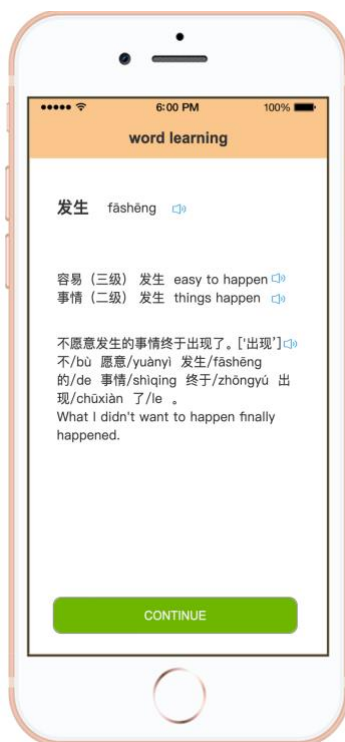 6:00 PM 100%
word learning
发生 fāshēng
容易（三级） 发生 easy to happen
事情（二级） 发生 things happen
不愿意发生的事情终于出现了。[‘出现’]
不/bù 愿意/yuànyì 发生/fāshēng
的/de 事情/shìqing 终于/zhōngyú 出
现/chūxiàn 了/le 。
What I didn't want to happen finally
happened.
CONTINUE